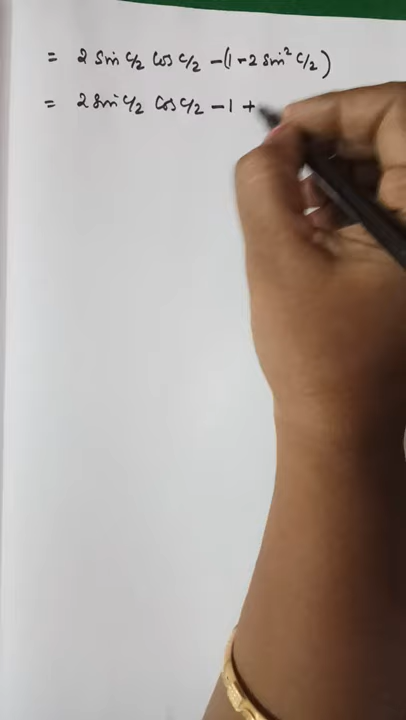 = 2 sin C/2 cos C/2 - (1 - 2 sin² C/2)
= 2 sin C/2 cos C/2 - 1 +